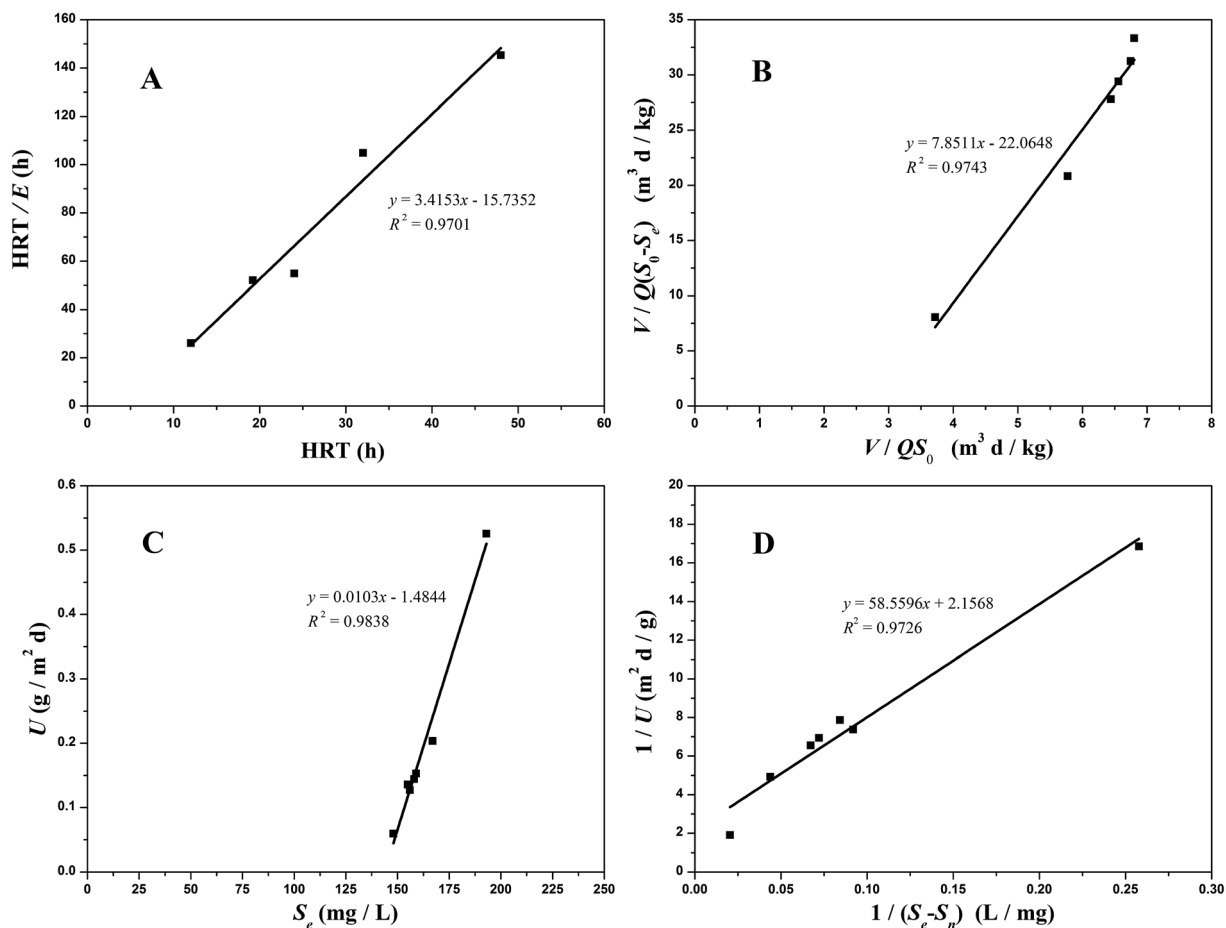 A
HRT / E (h)
160
140
120
100
80
60
40
20
0
y = 3.4153x - 15.7352
R² = 0.9701
0 10 20 30 40 50 60
HRT (h)
B
V / Q(S₀-Sₑ) (m³ d / kg)
35
30
25
20
15
10
5
0
y = 7.8511x - 22.0648
R² = 0.9743
0 1 2 3 4 5 6 7 8
V / QS₀ (m³ d / kg)
C
U (g / m² d)
0.6
0.5
0.4
0.3
0.2
0.1
0.0
y = 0.0103x - 1.4844
R² = 0.9838
0 25 50 75 100 125 150 175 200 225 250
Sₑ (mg / L)
D
1 / U (m² d / g)
20
18
16
14
12
10
8
6
4
2
0
y = 58.5596x + 2.1568
R² = 0.9726
0.00 0.05 0.10 0.15 0.20 0.25 0.30
1 / (Sₑ-Sₙ) (L / mg)